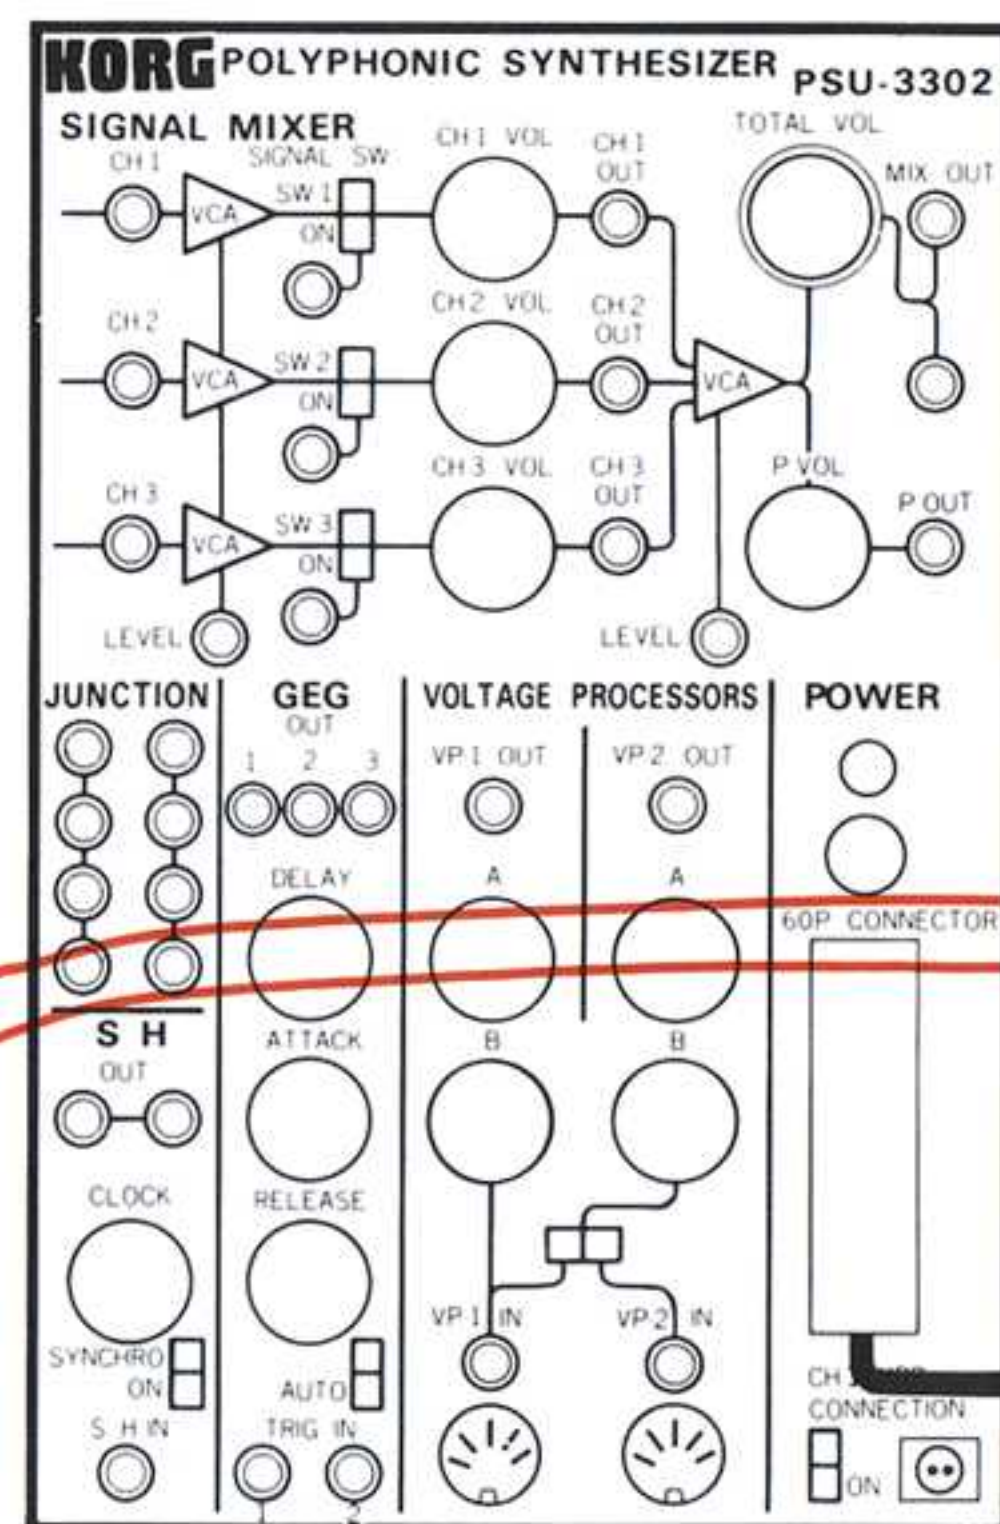 KORG POLYPHONIC SYNTHESIZER PSU-3302
SIGNAL MIXER
CH 1
SIGNAL SW
CH 1 VOL
CH 1
OUT
TOTAL VOL
MIX OUT
VCA
SW 1
ON
CH 2
CH 2 VOL
CH 2
OUT
VCA
SW 2
ON
VCA
CH 3
CH 3 VOL
CH 3
OUT
P VOL
P OUT
VCA
SW 3
ON
LEVEL
LEVEL
JUNCTION
GEG
OUT
1 2 3
DELAY
ATTACK
RELEASE
AUTO
TRIG IN
1 2
S H
OUT
CLOCK
SYNCHRO
ON
S H IN
VOLTAGE PROCESSORS
VP 1 OUT
VP 2 OUT
A
A
B
B
VP 1 IN
VP 2 IN
POWER
60P CONNECTOR
CH
CONNECTION
ON